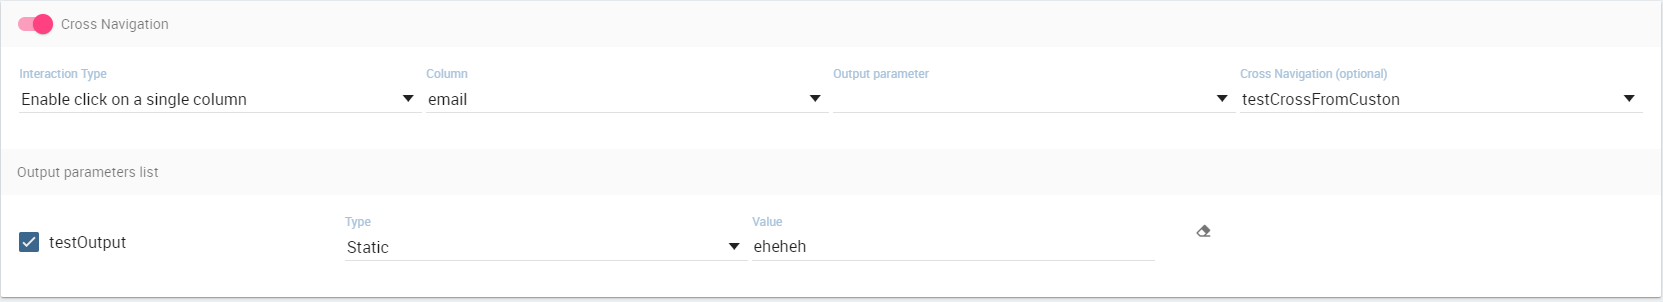 Cross Navigation
Interaction Type Column Output parameter Cross Navigation (optional)
Enable click on a single column email testCrossFromCuston
Output parameters list
Type Value
testOutput Static eheheh